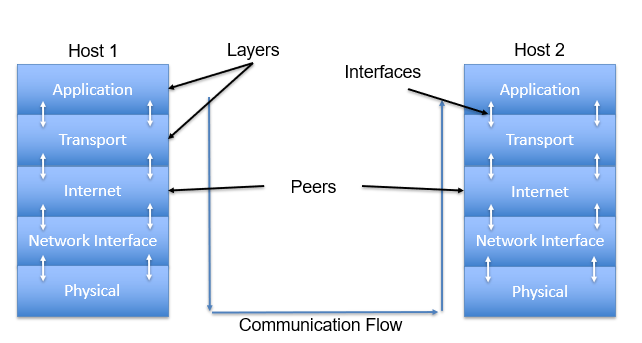 Host 1
Layers
Host 2
Interfaces
Application
Transport
Internet
Network Interface
Physical
Peers
Application
Transport
Internet
Network Interface
Physical
Communication Flow